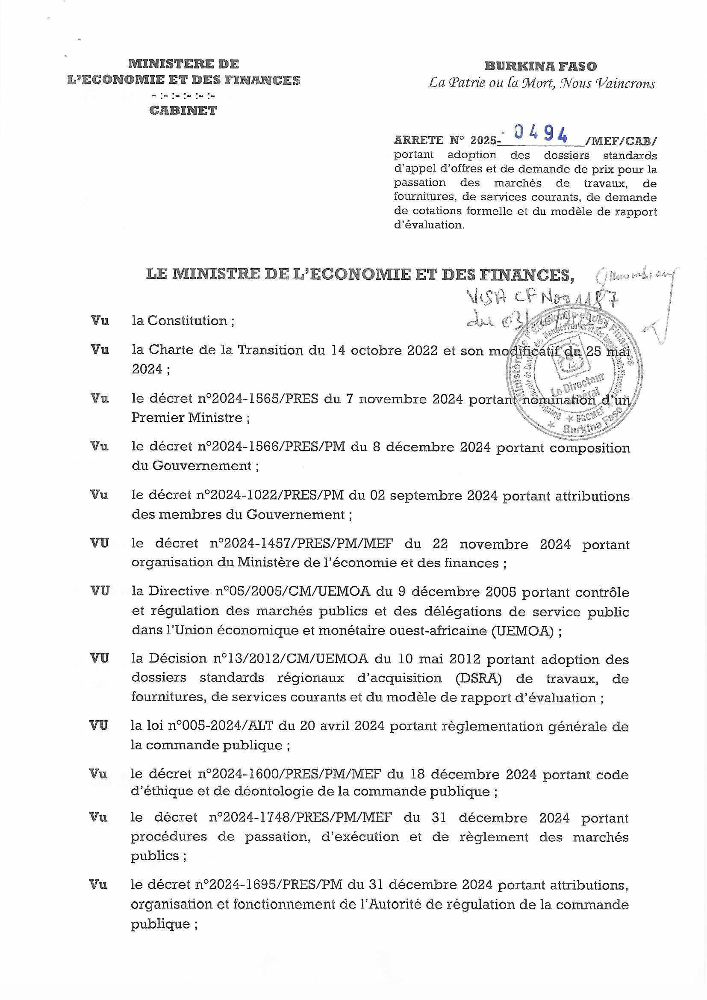 MINISTERE DE
L'ECONOMIE ET DES FINANCES
- :- :- :- :- :-
CABINET
BURKINA FASO
La Patrie ou la Mort, Nous Vaincrons
ARRETE N° 2025- 0494 /MEF/CAB/
portant adoption des dossiers standards
d'appel d'offres et de demande de prix pour la
passation des marchés de travaux, de
fournitures, de services courants, de demande
de cotations formelle et du modèle de rapport
d'évaluation.
LE MINISTRE DE L'ECONOMIE ET DES FINANCES,
VISA CF N°
du 03/
Ministère de l'Economie et des Finances
Le Directeur
Général
DGCMEF
Burkina Faso
Vu la Constitution ;
Vu la Charte de la Transition du 14 octobre 2022 et son modificatif du 25 mai
2024 ;
Vu le décret n°2024-1565/PRES du 7 novembre 2024 portant nomination d'un
Premier Ministre ;
Vu le décret n°2024-1566/PRES/PM du 8 décembre 2024 portant composition
du Gouvernement ;
Vu le décret n°2024-1022/PRES/PM du 02 septembre 2024 portant attributions
des membres du Gouvernement ;
VU le décret n°2024-1457/PRES/PM/MEF du 22 novembre 2024 portant
organisation du Ministère de l'économie et des finances ;
VU la Directive n°05/2005/CM/UEMOA du 9 décembre 2005 portant contrôle
et régulation des marchés publics et des délégations de service public
dans l'Union économique et monétaire ouest-africaine (UEMOA) ;
VU la Décision n°13/2012/CM/UEMOA du 10 mai 2012 portant adoption des
dossiers standards régionaux d'acquisition (DSRA) de travaux, de
fournitures, de services courants et du modèle de rapport d'évaluation ;
VU la loi n°005-2024/ALT du 20 avril 2024 portant règlementation générale de
la commande publique ;
Vu le décret n°2024-1600/PRES/PM/MEF du 18 décembre 2024 portant code
d'éthique et de déontologie de la commande publique ;
Vu le décret n°2024-1748/PRES/PM/MEF du 31 décembre 2024 portant
procédures de passation, d'exécution et de règlement des marchés
publics ;
Vu le décret n°2024-1695/PRES/PM du 31 décembre 2024 portant attributions,
organisation et fonctionnement de l'Autorité de régulation de la commande
publique ;